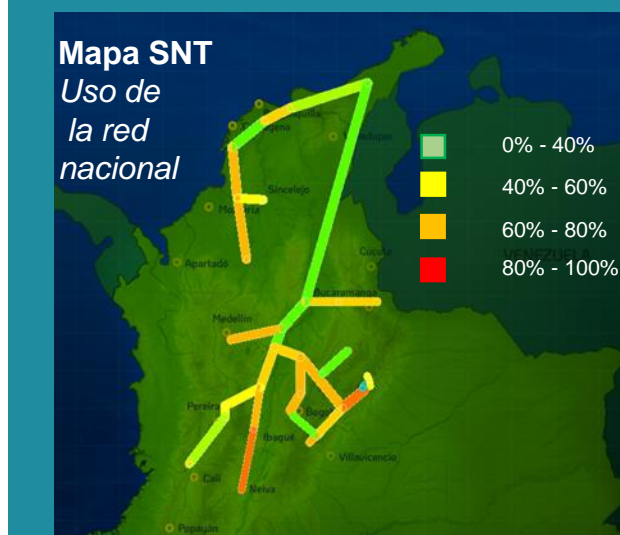 Mapa SNT
Uso de
la red
nacional
0% - 40%
40% - 60%
60% - 80%
80% - 100%
VENEZUELA
Sincelejo
Apartadó
Cúcuta
Bucaramanga
Medellín
Pereira
Ibagué
Villavicencio
Cali
Neiva
Popayán